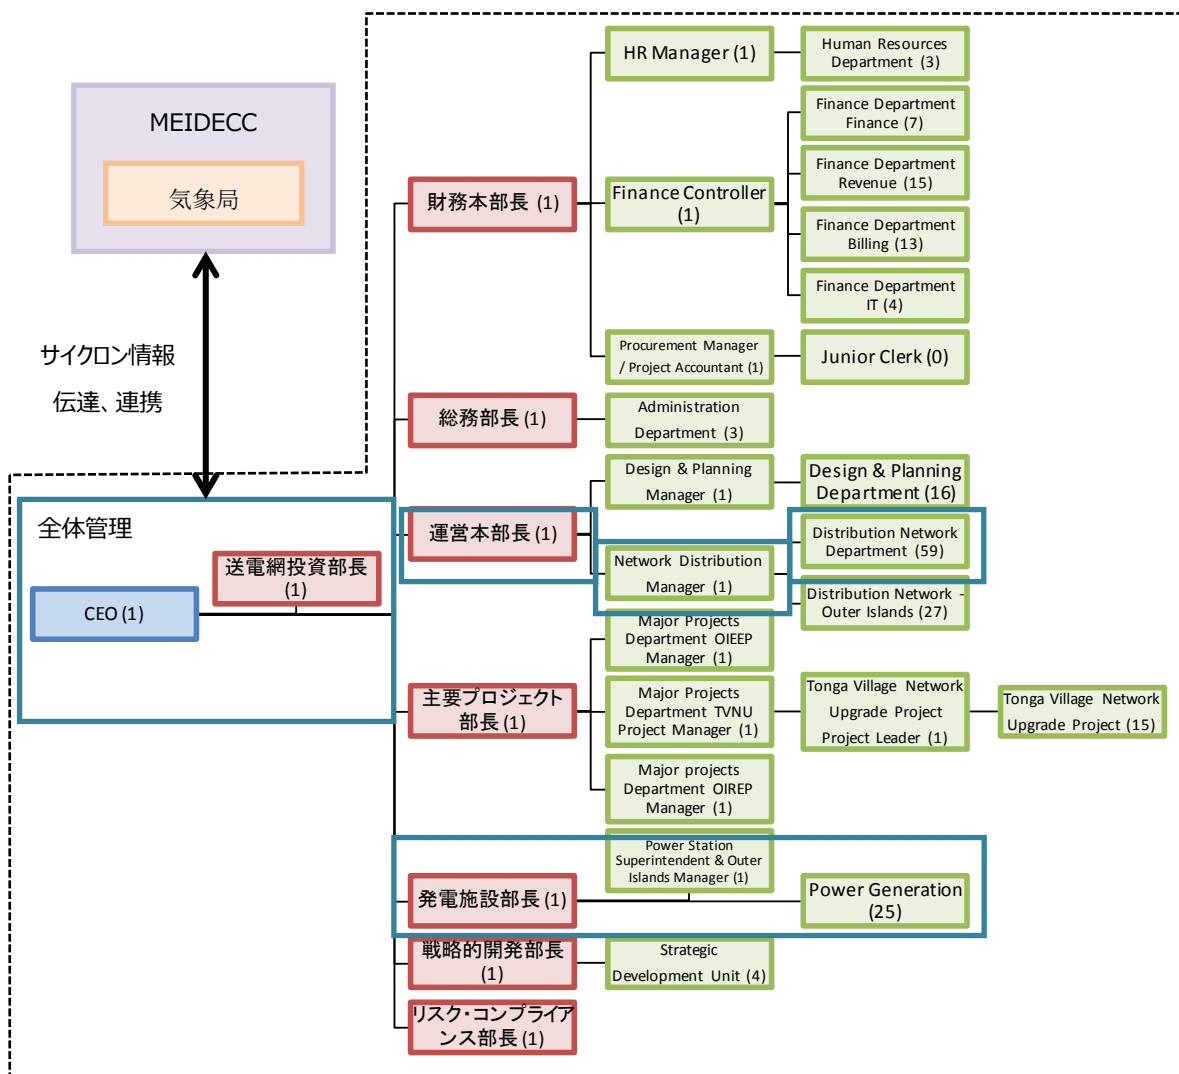 MEIDECC
気象局
サイクロン情報
伝達、連携
全体管理
CEO (1)
送電網投資部長
(1)
財務本部長 (1)
HR Manager (1)
Human Resources
Department (3)
Finance Controller
(1)
Finance Department
Finance (7)
Finance Department
Revenue (15)
Finance Department
Billing (13)
Finance Department
IT (4)
Procurement Manager
/ Project Accountant (1)
Junior Clerk (0)
総務部長 (1)
Administration
Department (3)
運営本部長 (1)
Design & Planning
Manager (1)
Design & Planning
Department (16)
Network Distribution
Manager (1)
Distribution Network
Department (59)
Distribution Network -
Outer Islands (27)
主要プロジェクト
部長 (1)
Major Projects
Department OIEEP
Manager (1)
Major Projects
Department TVNU
Project Manager (1)
Tonga Village Network
Upgrade Project
Project Leader (1)
Tonga Village Network
Upgrade Project (15)
Major projects
Department OIREP
Manager (1)
発電施設部長 (1)
Power Station
Superintendent & Outer
Islands Manager (1)
Power Generation
(25)
戦略的開発部長
(1)
Strategic
Development Unit (4)
リスク・コンプライア
ンス部長 (1)